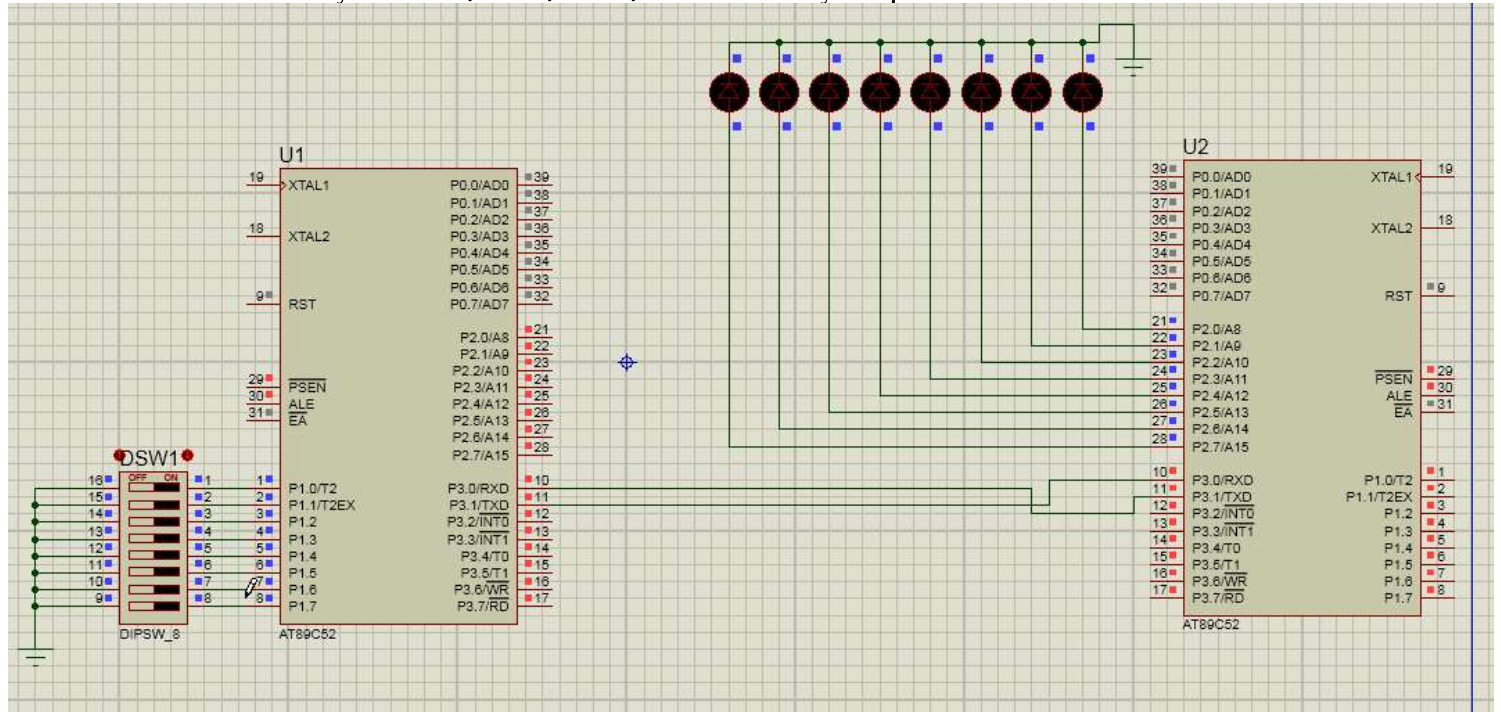 U1
19
XTAL1
18
XTAL2
9
RST
29
PSEN
30
ALE
31
EA
1
P1.0/T2
2
P1.1/T2EX
3
P1.2
4
P1.3
5
P1.4
6
P1.5
7
P1.6
8
P1.7
P0.0/AD0
39
P0.1/AD1
38
P0.2/AD2
37
P0.3/AD3
36
P0.4/AD4
35
P0.5/AD5
34
P0.6/AD6
33
P0.7/AD7
32
P2.0/A8
21
P2.1/A9
22
P2.2/A10
23
P2.3/A11
24
P2.4/A12
25
P2.5/A13
26
P2.6/A14
27
P2.7/A15
28
P3.0/RXD
10
P3.1/TXD
11
P3.2/INT0
12
P3.3/INT1
13
P3.4/T0
14
P3.5/T1
15
P3.6/WR
16
P3.7/RD
17
AT89C52
DSW1
OFF ON
16 1
15 2
14 3
13 4
12 5
11 6
10 7
9 8
DIPSW_8
U2
39
P0.0/AD0
38
P0.1/AD1
37
P0.2/AD2
36
P0.3/AD3
35
P0.4/AD4
34
P0.5/AD5
33
P0.6/AD6
32
P0.7/AD7
21
P2.0/A8
22
P2.1/A9
23
P2.2/A10
24
P2.3/A11
25
P2.4/A12
26
P2.5/A13
27
P2.6/A14
28
P2.7/A15
10
P3.0/RXD
11
P3.1/TXD
12
P3.2/INT0
13
P3.3/INT1
14
P3.4/T0
15
P3.5/T1
16
P3.6/WR
17
P3.7/RD
XTAL1
19
XTAL2
18
RST
9
PSEN
29
ALE
30
EA
31
P1.0/T2
1
P1.1/T2EX
2
P1.2
3
P1.3
4
P1.4
5
P1.5
6
P1.6
7
P1.7
8
AT89C52